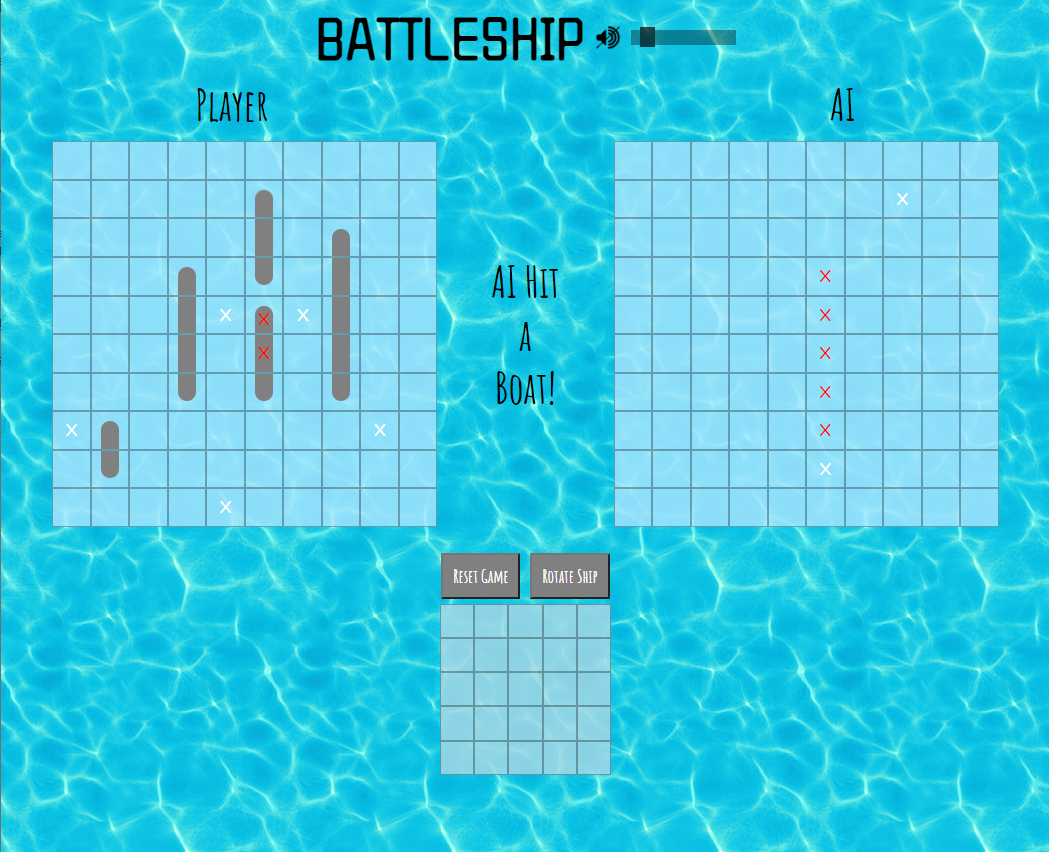 BATTLESHIP
Player
AI
AI Hit
a
Boat!
Reset Game
Rotate Ship